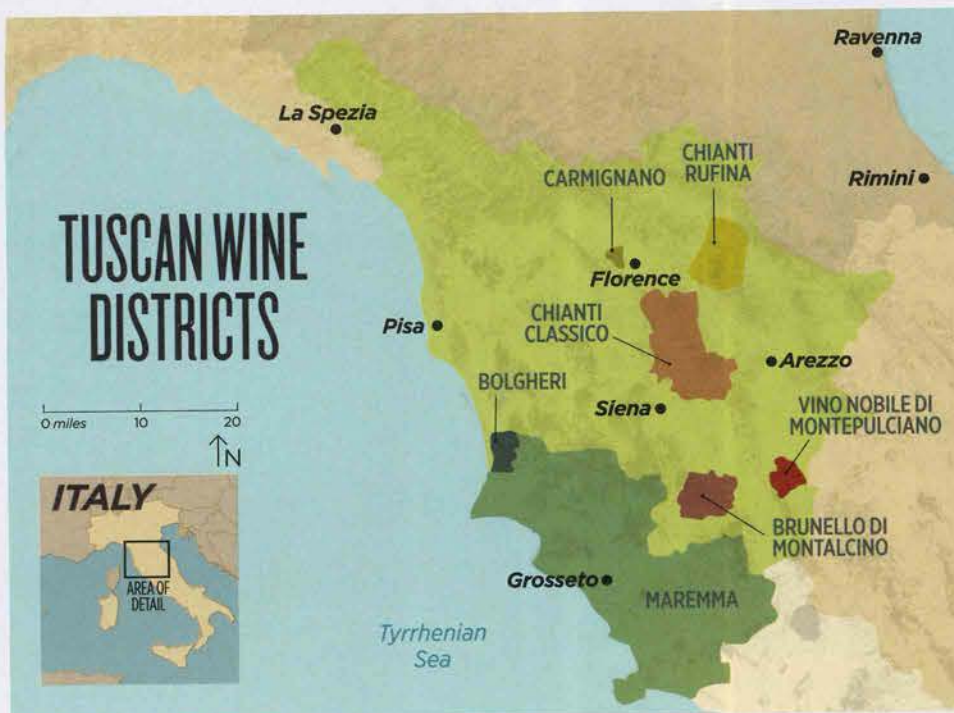 TUSCAN WINE
DISTRICTS
0 miles 10 20
N
ITALY
AREA OF
DETAIL
La Spezia
Ravenna
Rimini
CARMIGNANO
CHIANTI
RUFINA
Florence
CHIANTI
CLASSICO
Pisa
Arezzo
BOLGHERI
Siena
VINO NOBILE DI
MONTEPULCIANO
BRUNELLO DI
MONTALCINO
Grosseto
MAREMMA
Tyrrhenian
Sea